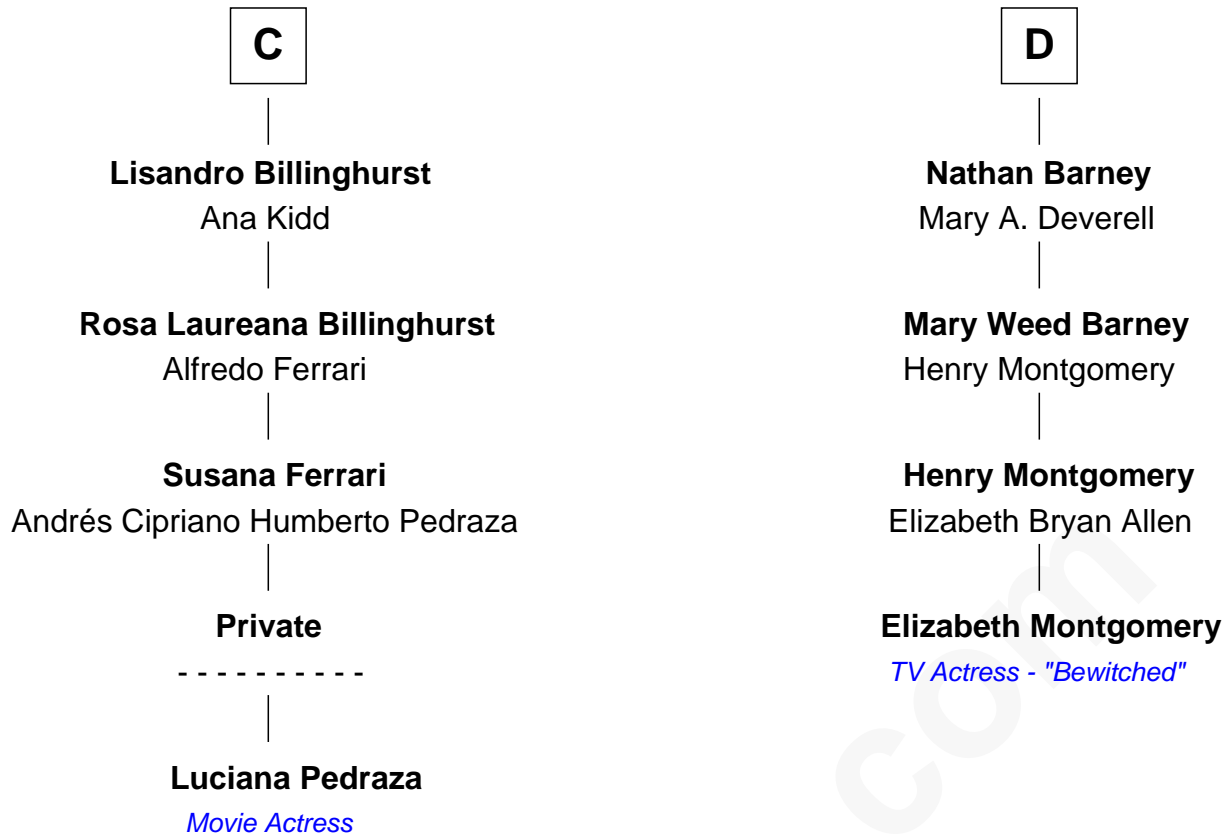 C
Lisandro Billinghurst
Ana Kidd
Rosa Laureana Billinghurst
Alfredo Ferrari
Susana Ferrari
Andrés Cipriano Humberto Pedraza
Private
- - - - - - - - - -
Luciana Pedraza
Movie Actress
D
Nathan Barney
Mary A. Deverell
Mary Weed Barney
Henry Montgomery
Henry Montgomery
Elizabeth Bryan Allen
Elizabeth Montgomery
TV Actress - "Bewitched"
com